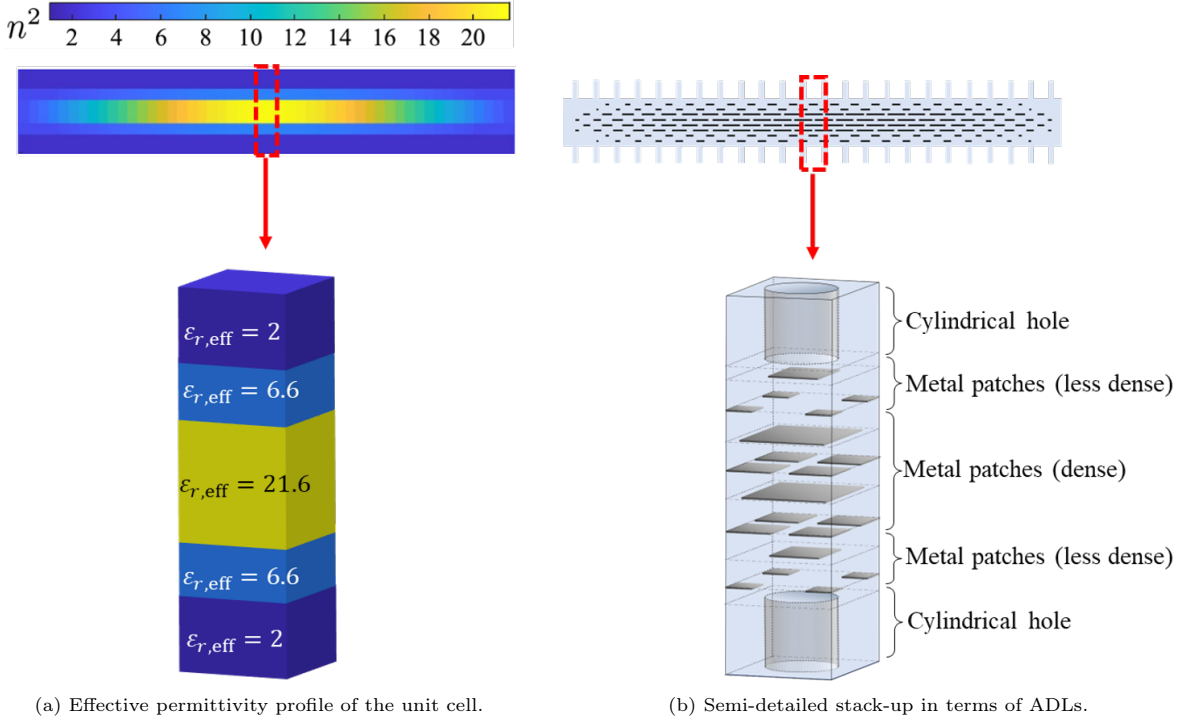 n²
2 4 6 8 10 12 14 16 18 20
ε_{r,eff} = 2
ε_{r,eff} = 6.6
ε_{r,eff} = 21.6
ε_{r,eff} = 6.6
ε_{r,eff} = 2
(a) Effective permittivity profile of the unit cell.
Cylindrical hole
Metal patches (less dense)
Metal patches (dense)
Metal patches (less dense)
Cylindrical hole
(b) Semi-detailed stack-up in terms of ADLs.